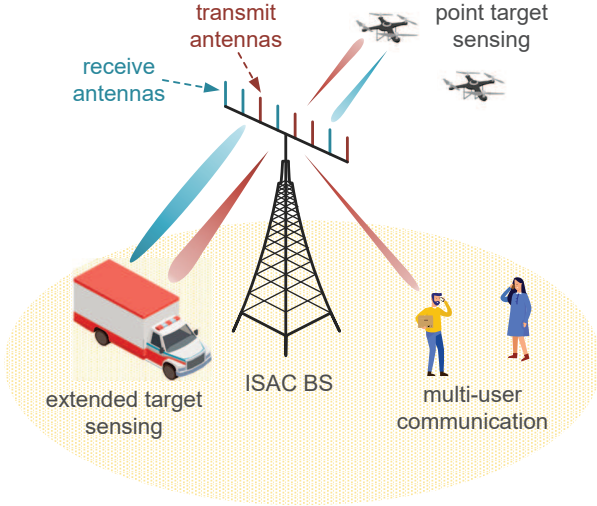 transmit
antennas
point target
sensing
receive
antennas
extended target
sensing
ISAC BS
multi-user
communication